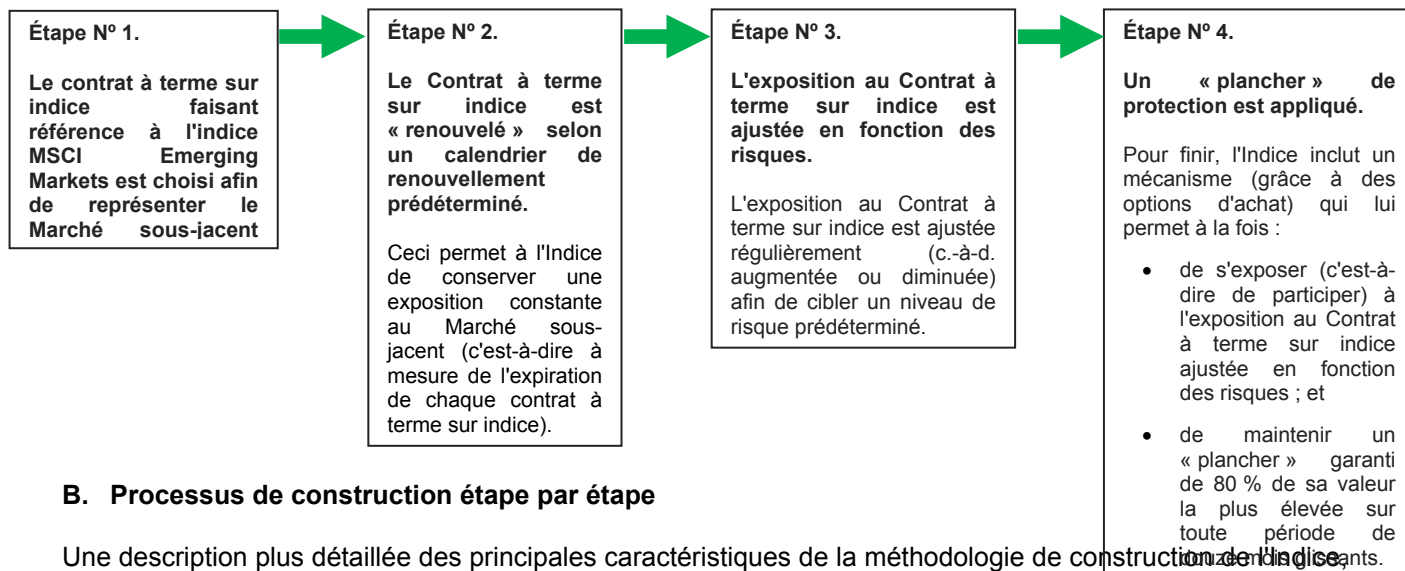 Étape Nº 1.
Le contrat à terme sur
indice faisant
référence à l'indice
MSCI Emerging
Markets est choisi afin
de représenter le
Marché sous-jacent
Étape Nº 2.
Le Contrat à terme
sur indice est
« renouvelé » selon
un calendrier de
renouvellement
prédéterminé.
Ceci permet à l'Indice
de conserver une
exposition constante
au Marché sous-
jacent (c'est-à-dire à
mesure de l'expiration
de chaque contrat à
terme sur indice).
Étape Nº 3.
L'exposition au Contrat à
terme sur indice est
ajustée en fonction des
risques.
L'exposition au Contrat à
terme sur indice est ajustée
régulièrement (c.-à-d.
augmentée ou diminuée)
afin de cibler un niveau de
risque prédéterminé.
Étape Nº 4.
Un « plancher » de
protection est appliqué.
Pour finir, l'Indice inclut un
mécanisme (grâce à des
options d'achat) qui lui
permet à la fois :
• de s'exposer (c'est-à-
dire de participer) à
l'exposition au Contrat
à terme sur indice
ajustée en fonction
des risques ; et
• de maintenir un
« plancher » garanti
de 80 % de sa valeur
la plus élevée sur
toute période de
douze mois glissants.
B. Processus de construction étape par étape
Une description plus détaillée des principales caractéristiques de la méthodologie de construction de l'Indice,